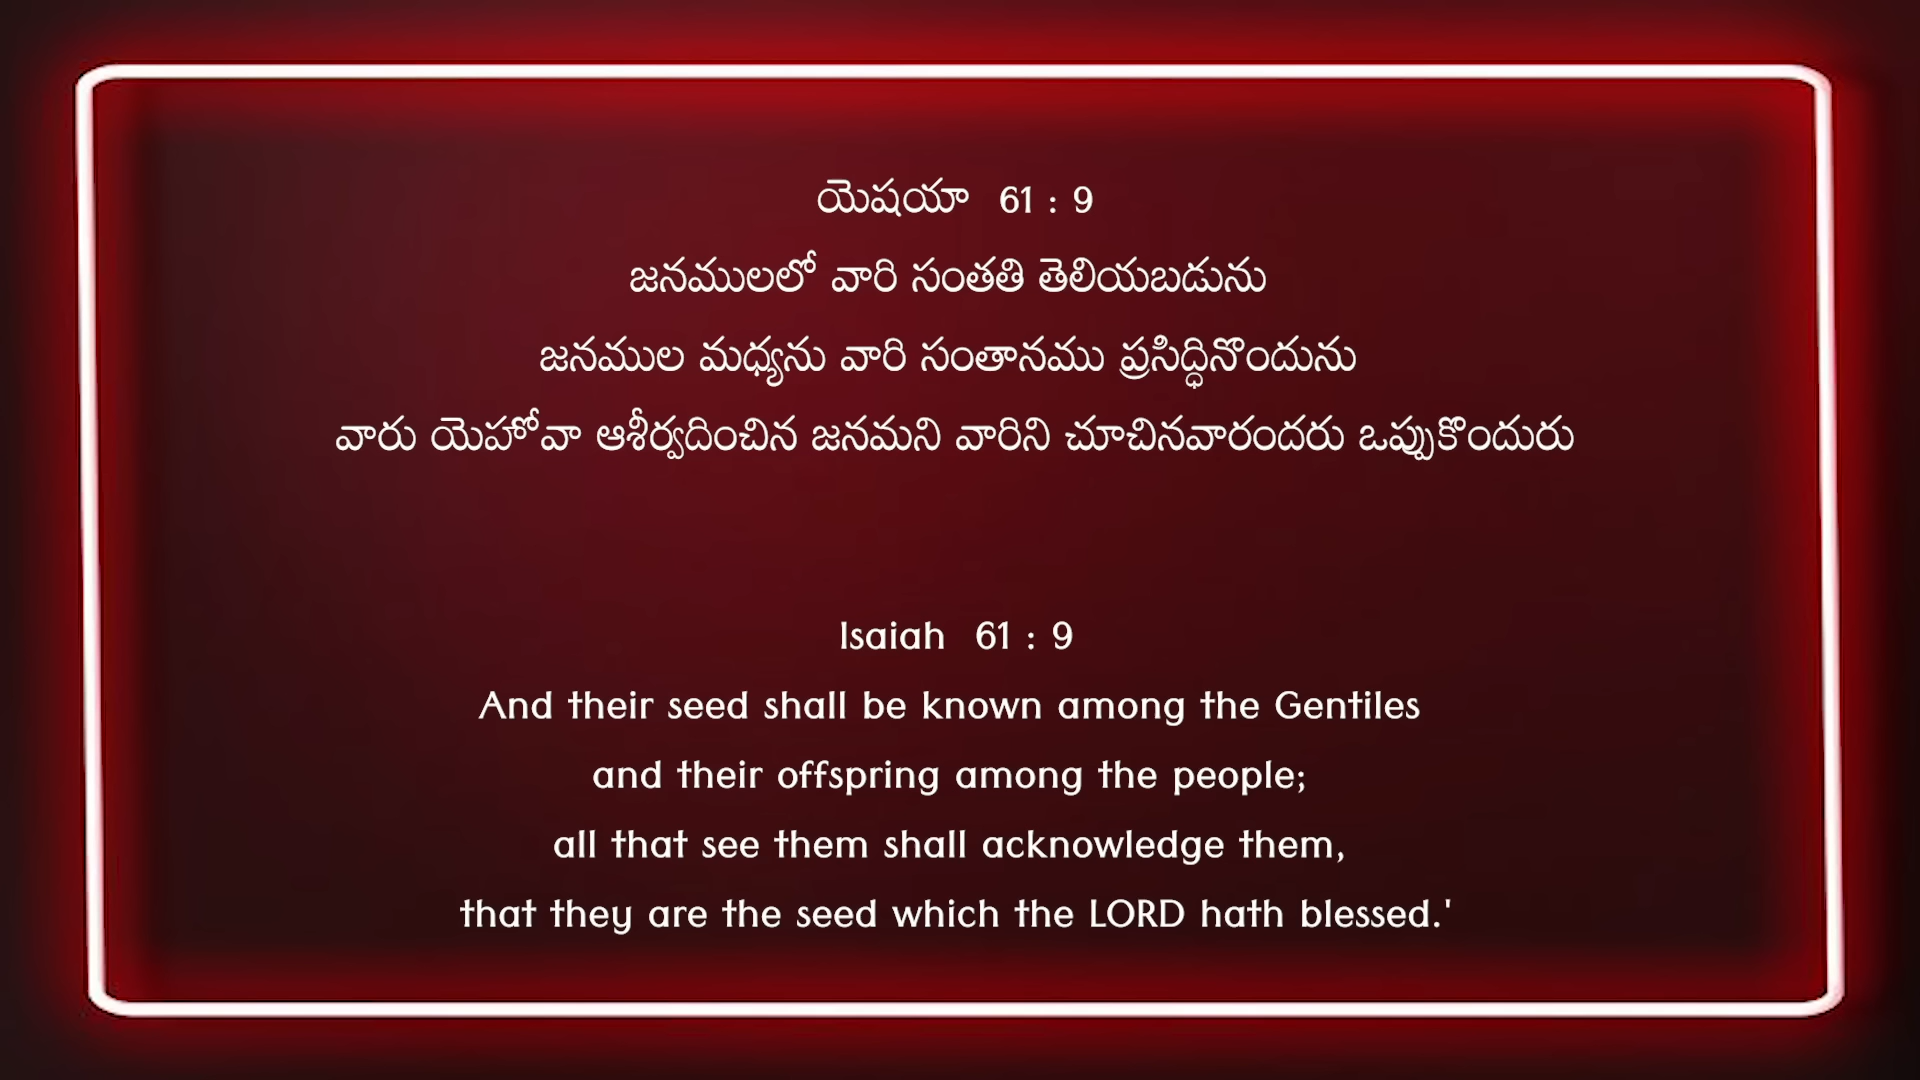 యెషయా 61 : 9
జనములలో వారి సంతతి తెలియబడును
జనముల మధ్యను వారి సంతానము ప్రసిద్ధినొందును
వారు యెహోవా ఆశీర్వదించిన జనమని వారిని చూచినవారందరు ఒప్పుకొందురు
Isaiah 61 : 9
And their seed shall be known among the Gentiles
and their offspring among the people;
all that see them shall acknowledge them,
that they are the seed which the LORD hath blessed.'